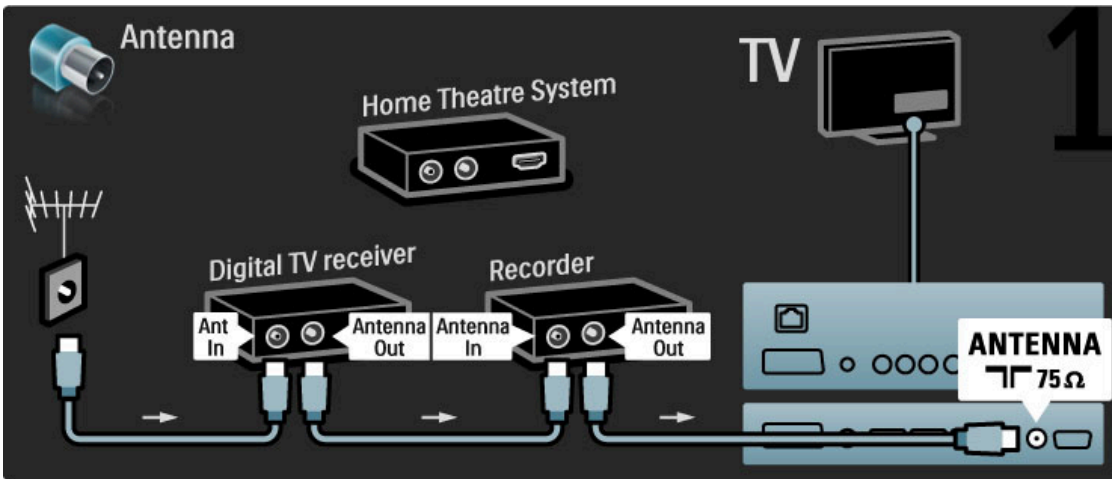 Antenna
TV
1
Home Theatre System
Digital TV receiver
Recorder
Ant
In
Antenna
Out
Antenna
In
Antenna
Out
ANTENNA
75Ω